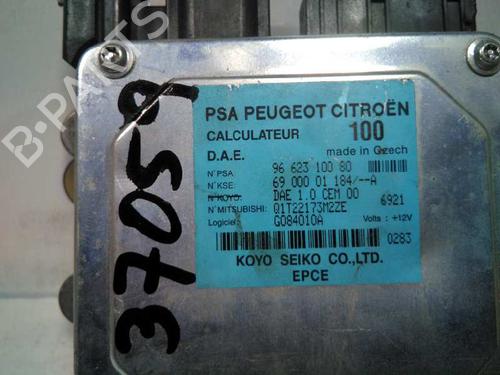 PSA PEUGEOT CITROËN
CALCULATEUR 100
D.A.E. made in Czech
N°PSA 96 623 100 80
N°KSE: 69 000 01 184/--A
N°KOYO: DAE 1.0 CEM 00
N°MITSUBISHI: Q1T22173M2ZE 6921
Logiciel: G084010A Volts : +12V
0283
KOYO SEIKO CO.,LTD.
EPCE
37059
B-PARTS